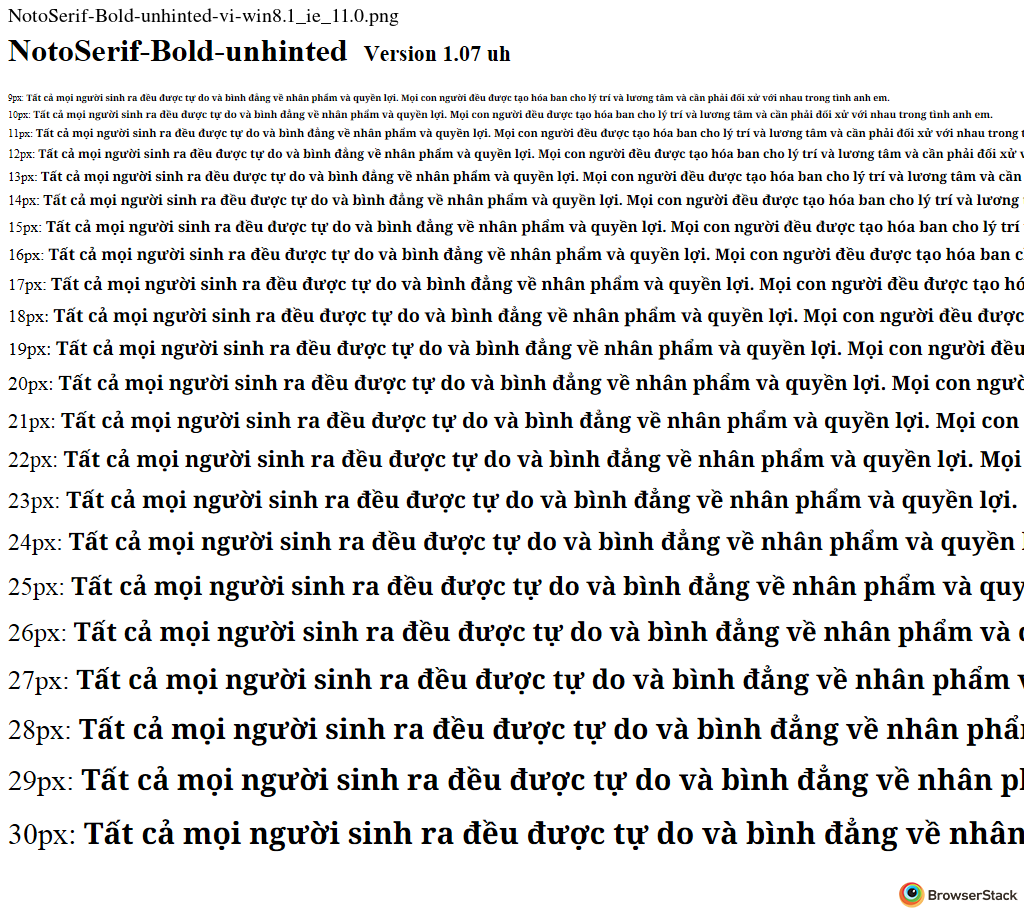 NotoSerif-Bold-unhinted-vi-win8.1_ie_11.0.png
NotoSerif-Bold-unhinted Version 1.07 uh
9px: Tất cả mọi người sinh ra đều được tự do và bình đẳng về nhân phẩm và quyền lợi. Mọi con người đều được tạo hóa ban cho lý trí và lương tâm và cần phải đối xử với nhau trong tình anh em.
10px: Tất cả mọi người sinh ra đều được tự do và bình đẳng về nhân phẩm và quyền lợi. Mọi con người đều được tạo hóa ban cho lý trí và lương tâm và cần phải đối xử với nhau trong tình anh em.
11px: Tất cả mọi người sinh ra đều được tự do và bình đẳng về nhân phẩm và quyền lợi. Mọi con người đều được tạo hóa ban cho lý trí và lương tâm và cần phải đối xử với nhau trong
12px: Tất cả mọi người sinh ra đều được tự do và bình đẳng về nhân phẩm và quyền lợi. Mọi con người đều được tạo hóa ban cho lý trí và lương tâm và cần phải đối xử
13px: Tất cả mọi người sinh ra đều được tự do và bình đẳng về nhân phẩm và quyền lợi. Mọi con người đều được tạo hóa ban cho lý trí và lương tâm và cần
14px: Tất cả mọi người sinh ra đều được tự do và bình đẳng về nhân phẩm và quyền lợi. Mọi con người đều được tạo hóa ban cho lý trí và lương
15px: Tất cả mọi người sinh ra đều được tự do và bình đẳng về nhân phẩm và quyền lợi. Mọi con người đều được tạo hóa ban cho lý trí
16px: Tất cả mọi người sinh ra đều được tự do và bình đẳng về nhân phẩm và quyền lợi. Mọi con người đều được tạo hóa ban c
17px: Tất cả mọi người sinh ra đều được tự do và bình đẳng về nhân phẩm và quyền lợi. Mọi con người đều được tạo hó
18px: Tất cả mọi người sinh ra đều được tự do và bình đẳng về nhân phẩm và quyền lợi. Mọi con người đều được
19px: Tất cả mọi người sinh ra đều được tự do và bình đẳng về nhân phẩm và quyền lợi. Mọi con người đều
20px: Tất cả mọi người sinh ra đều được tự do và bình đẳng về nhân phẩm và quyền lợi. Mọi con ngườ
21px: Tất cả mọi người sinh ra đều được tự do và bình đẳng về nhân phẩm và quyền lợi. Mọi con
22px: Tất cả mọi người sinh ra đều được tự do và bình đẳng về nhân phẩm và quyền lợi. Mọi
23px: Tất cả mọi người sinh ra đều được tự do và bình đẳng về nhân phẩm và quyền lợi.
24px: Tất cả mọi người sinh ra đều được tự do và bình đẳng về nhân phẩm và quyền
25px: Tất cả mọi người sinh ra đều được tự do và bình đẳng về nhân phẩm và quy
26px: Tất cả mọi người sinh ra đều được tự do và bình đẳng về nhân phẩm và
27px: Tất cả mọi người sinh ra đều được tự do và bình đẳng về nhân phẩm
28px: Tất cả mọi người sinh ra đều được tự do và bình đẳng về nhân phẩ
29px: Tất cả mọi người sinh ra đều được tự do và bình đẳng về nhân p
30px: Tất cả mọi người sinh ra đều được tự do và bình đẳng về nhân
BrowserStack